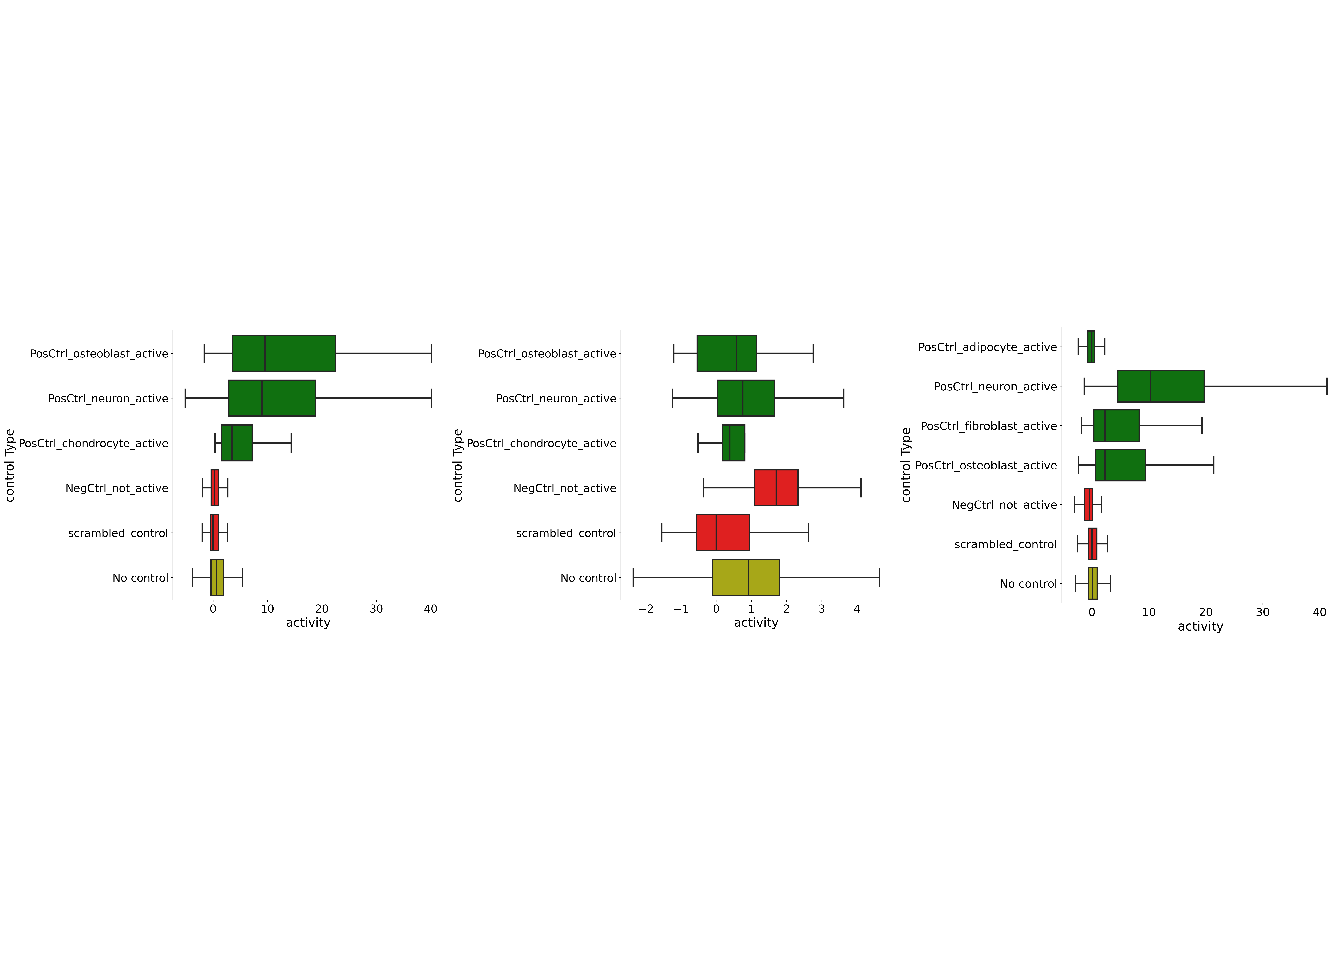 control Type
PosCtrl_osteoblast_active
PosCtrl_neuron_active
PosCtrl_chondrocyte_active
NegCtrl_not_active
scrambled_control
No control
0 10 20 30 40
activity
control Type
PosCtrl_osteoblast_active
PosCtrl_neuron_active
PosCtrl_chondrocyte_active
NegCtrl_not_active
scrambled_control
No control
−2 −1 0 1 2 3 4
activity
control Type
PosCtrl_adipocyte_active
PosCtrl_neuron_active
PosCtrl_fibroblast_active
PosCtrl_osteoblast_active
NegCtrl_not_active
scrambled_control
No control
0 10 20 30 40
activity